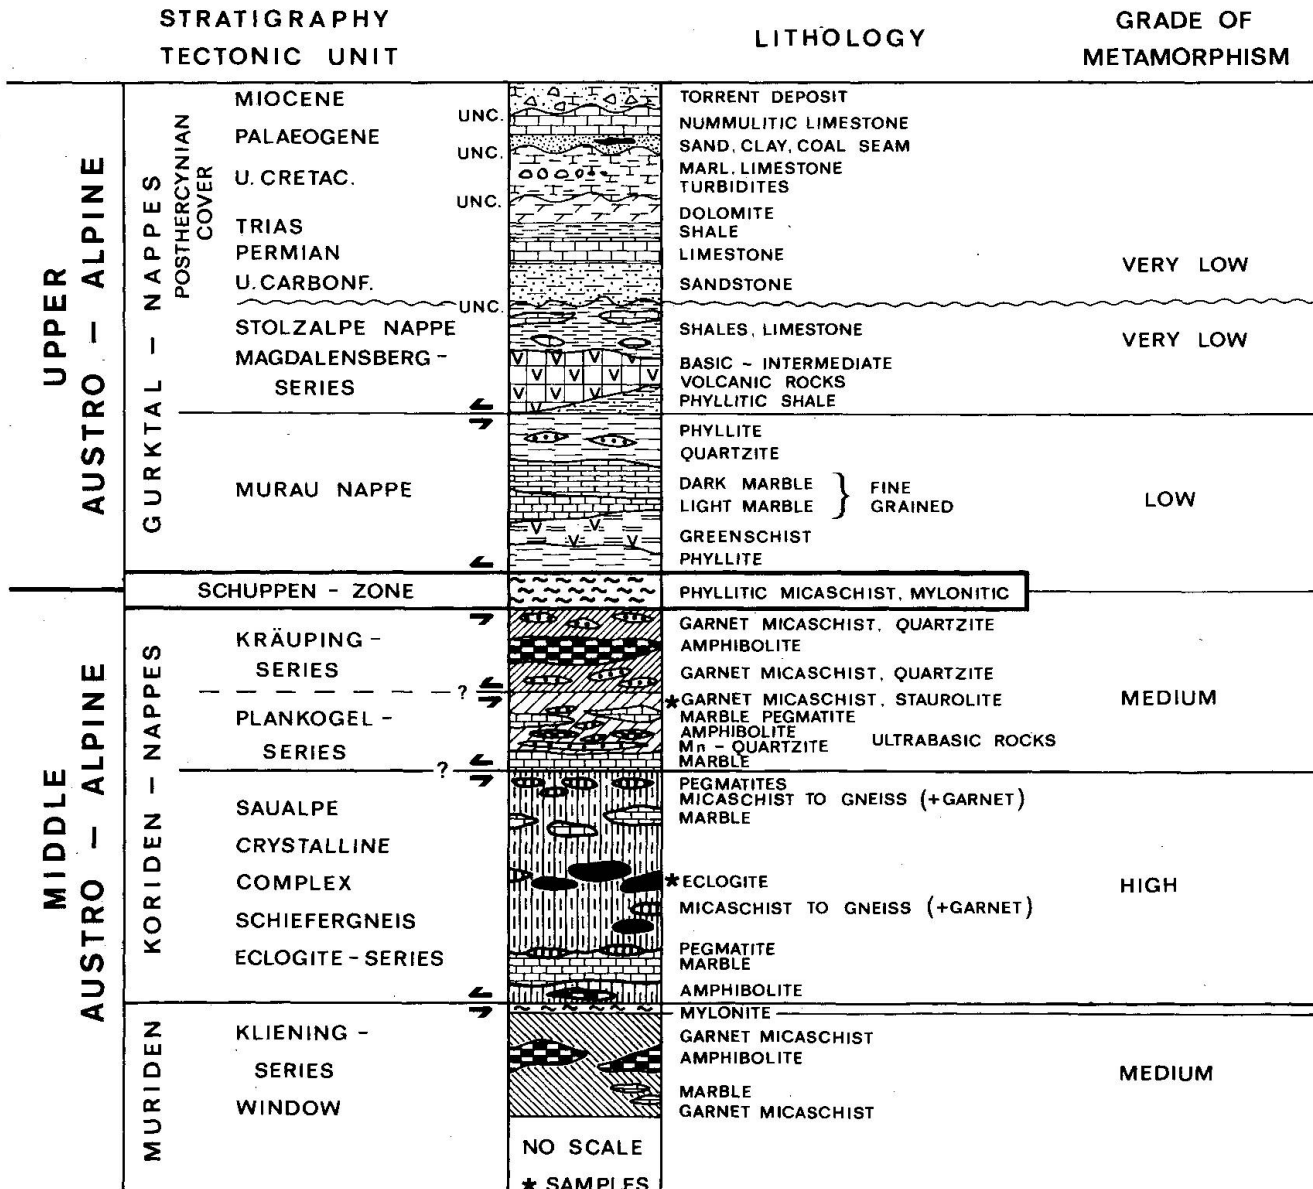 STRATIGRAPHY
TECTONIC UNIT
LITHOLOGY
GRADE OF
METAMORPHISM
UPPER
AUSTRO – ALPINE
GURKTAL – NAPPES
POSTHERCYNIAN
COVER
MIOCENE
UNC.
TORRENT DEPOSIT
NUMMULITIC LIMESTONE
PALAEOGENE
UNC.
SAND, CLAY, COAL SEAM
U. CRETAC.
MARL, LIMESTONE
TURBIDITES
UNC.
TRIAS
DOLOMITE
SHALE
PERMIAN
LIMESTONE
VERY LOW
U. CARBONF.
SANDSTONE
UNC.
STOLZALPE NAPPE
SHALES, LIMESTONE
VERY LOW
MAGDALENSBERG –
SERIES
BASIC – INTERMEDIATE
VOLCANIC ROCKS
PHYLLITIC SHALE
MURAU NAPPE
PHYLLITE
QUARTZITE
DARK MARBLE
LIGHT MARBLE
} FINE
GRAINED
LOW
GREENSCHIST
PHYLLITE
SCHUPPEN – ZONE
PHYLLITIC MICASCHIST, MYLONITIC
MIDDLE
AUSTRO – ALPINE
KORIDEN – NAPPES
KRÄUPING –
SERIES
GARNET MICASCHIST, QUARTZITE
AMPHIBOLITE
GARNET MICASCHIST, QUARTZITE
MEDIUM
?
PLANKOGEL –
SERIES
*GARNET MICASCHIST, STAUROLITE
MARBLE PEGMATITE
AMPHIBOLITE
Mn – QUARTZITE ULTRABASIC ROCKS
MARBLE
?
SAUALPE
CRYSTALLINE
COMPLEX
SCHIEFERGNEIS
ECLOGITE – SERIES
PEGMATITES
MICASCHIST TO GNEISS (+GARNET)
MARBLE
*ECLOGITE
HIGH
MICASCHIST TO GNEISS (+GARNET)
PEGMATITE
MARBLE
AMPHIBOLITE
MYLONITE
MURIDEN
KLIENING –
SERIES
WINDOW
GARNET MICASCHIST
AMPHIBOLITE
MEDIUM
MARBLE
GARNET MICASCHIST
NO SCALE
* SAMPLES